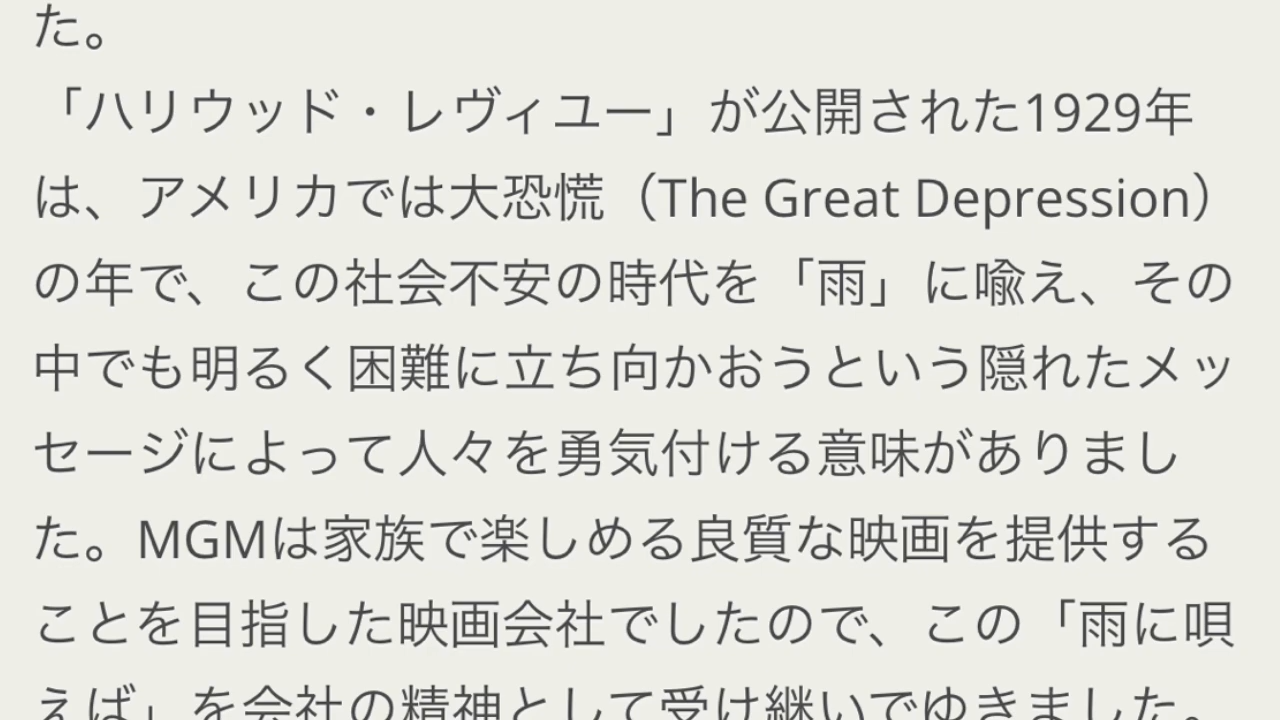 た。
「ハリウッド・レヴィユー」が公開された1929年
は、アメリカでは大恐慌（The Great Depression）
の年で、この社会不安の時代を「雨」に喩え、その
中でも明るく困難に立ち向かおうという隠れたメッ
セージによって人々を勇気付ける意味がありまし
た。MGMは家族で楽しめる良質な映画を提供する
ことを目指した映画会社でしたので、この「雨に唄
えば」を会社の精神として受け継いでゆきました。